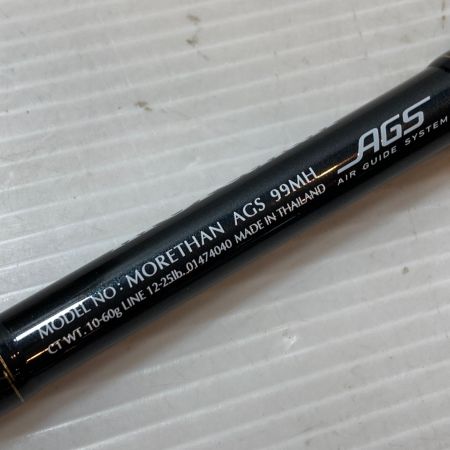 MODEL NO : MORETHAN AGS 99MH
CT WT. 10-60g LINE 12-25lb. 01474040 MADE IN THAILAND
AGS
AIR GUIDE SYSTEM